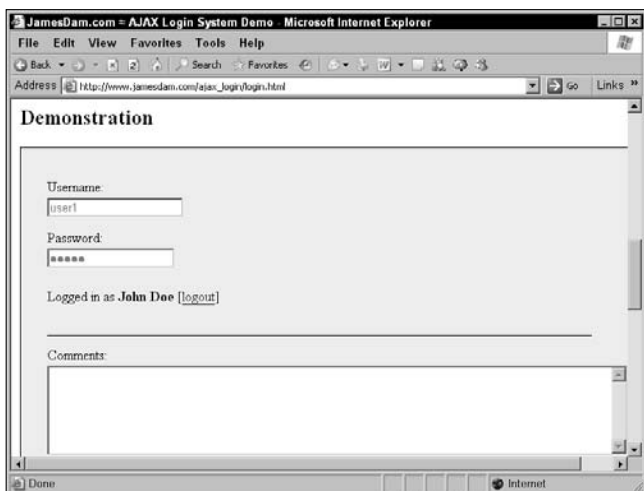 JamesDam.com = AJAX Login System Demo - Microsoft Internet Explorer
File Edit View Favorites Tools Help
Back Search Favorites
Address http://www.jamesdam.com/ajax_login/login.html Go Links »
Demonstration
Username:
user1
Password:
●●●●●
Logged in as John Doe [logout]
Comments:
Done Internet